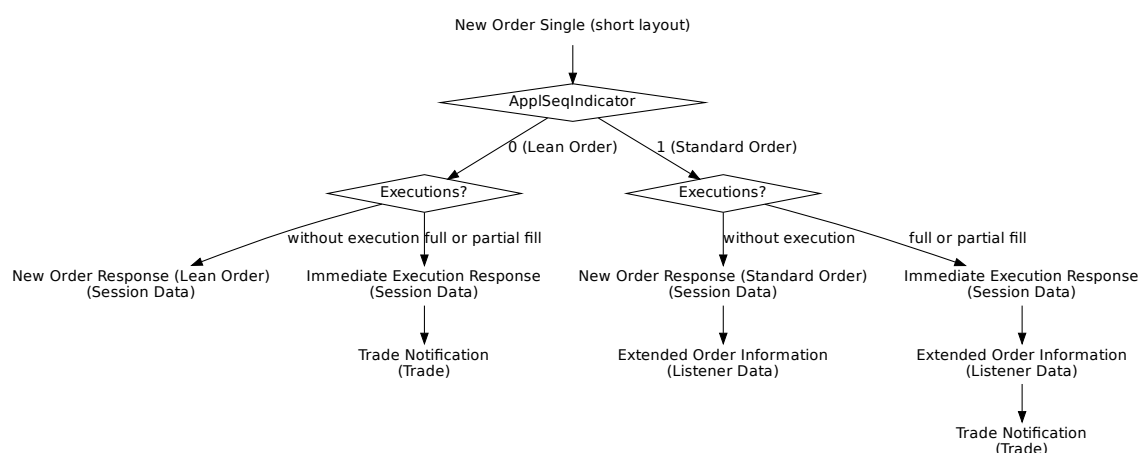 New Order Single (short layout)
ApplSeqIndicator
0 (Lean Order)
1 (Standard Order)
Executions?
Executions?
without execution
full or partial fill
without execution
full or partial fill
New Order Response (Lean Order)
(Session Data)
Immediate Execution Response
(Session Data)
New Order Response (Standard Order)
(Session Data)
Immediate Execution Response
(Session Data)
Trade Notification
(Trade)
Extended Order Information
(Listener Data)
Extended Order Information
(Listener Data)
Trade Notification
(Trade)